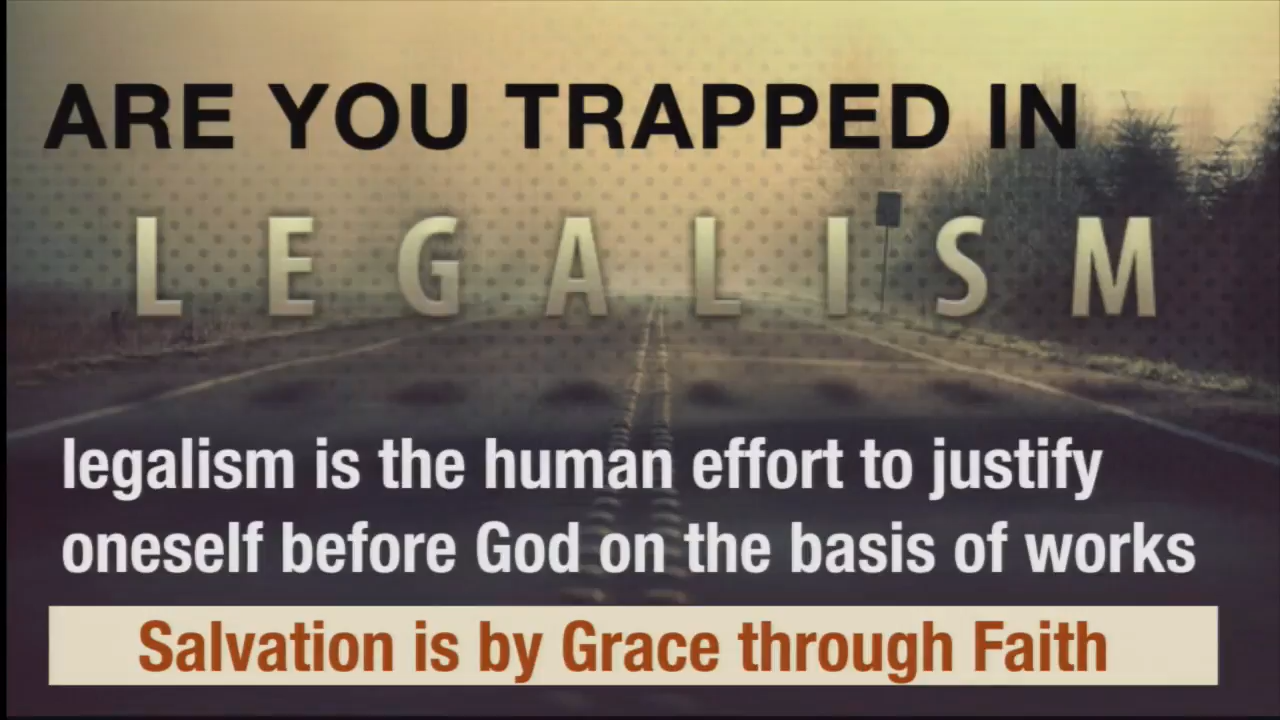 ARE YOU TRAPPED IN
LEGALISM
legalism is the human effort to justify
oneself before God on the basis of works
Salvation is by Grace through Faith